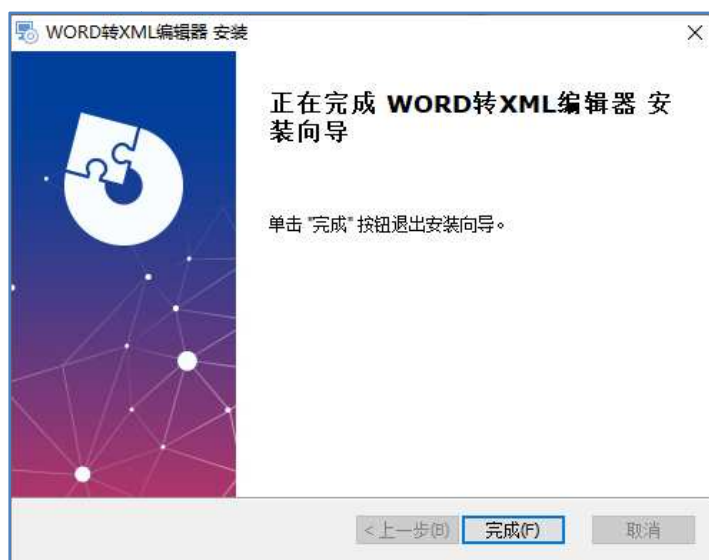 WORD转XML编辑器 安装
正在完成 WORD转XML编辑器 安
装向导
单击 "完成" 按钮退出安装向导。
<上一步(B)
完成(F)
取消